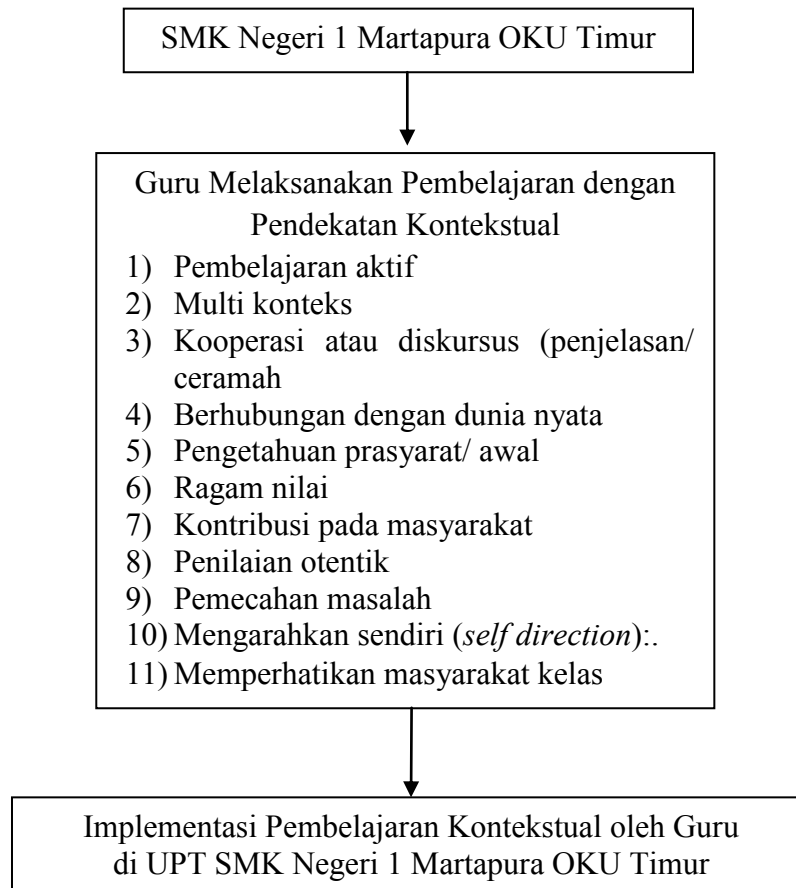 SMK Negeri 1 Martapura OKU Timur
Guru Melaksanakan Pembelajaran dengan
Pendekatan Kontekstual
1) Pembelajaran aktif
2) Multi konteks
3) Kooperasi atau diskursus (penjelasan/
ceramah
4) Berhubungan dengan dunia nyata
5) Pengetahuan prasyarat/ awal
6) Ragam nilai
7) Kontribusi pada masyarakat
8) Penilaian otentik
9) Pemecahan masalah
10) Mengarahkan sendiri (self direction):.
11) Memperhatikan masyarakat kelas
Implementasi Pembelajaran Kontekstual oleh Guru
di UPT SMK Negeri 1 Martapura OKU Timur